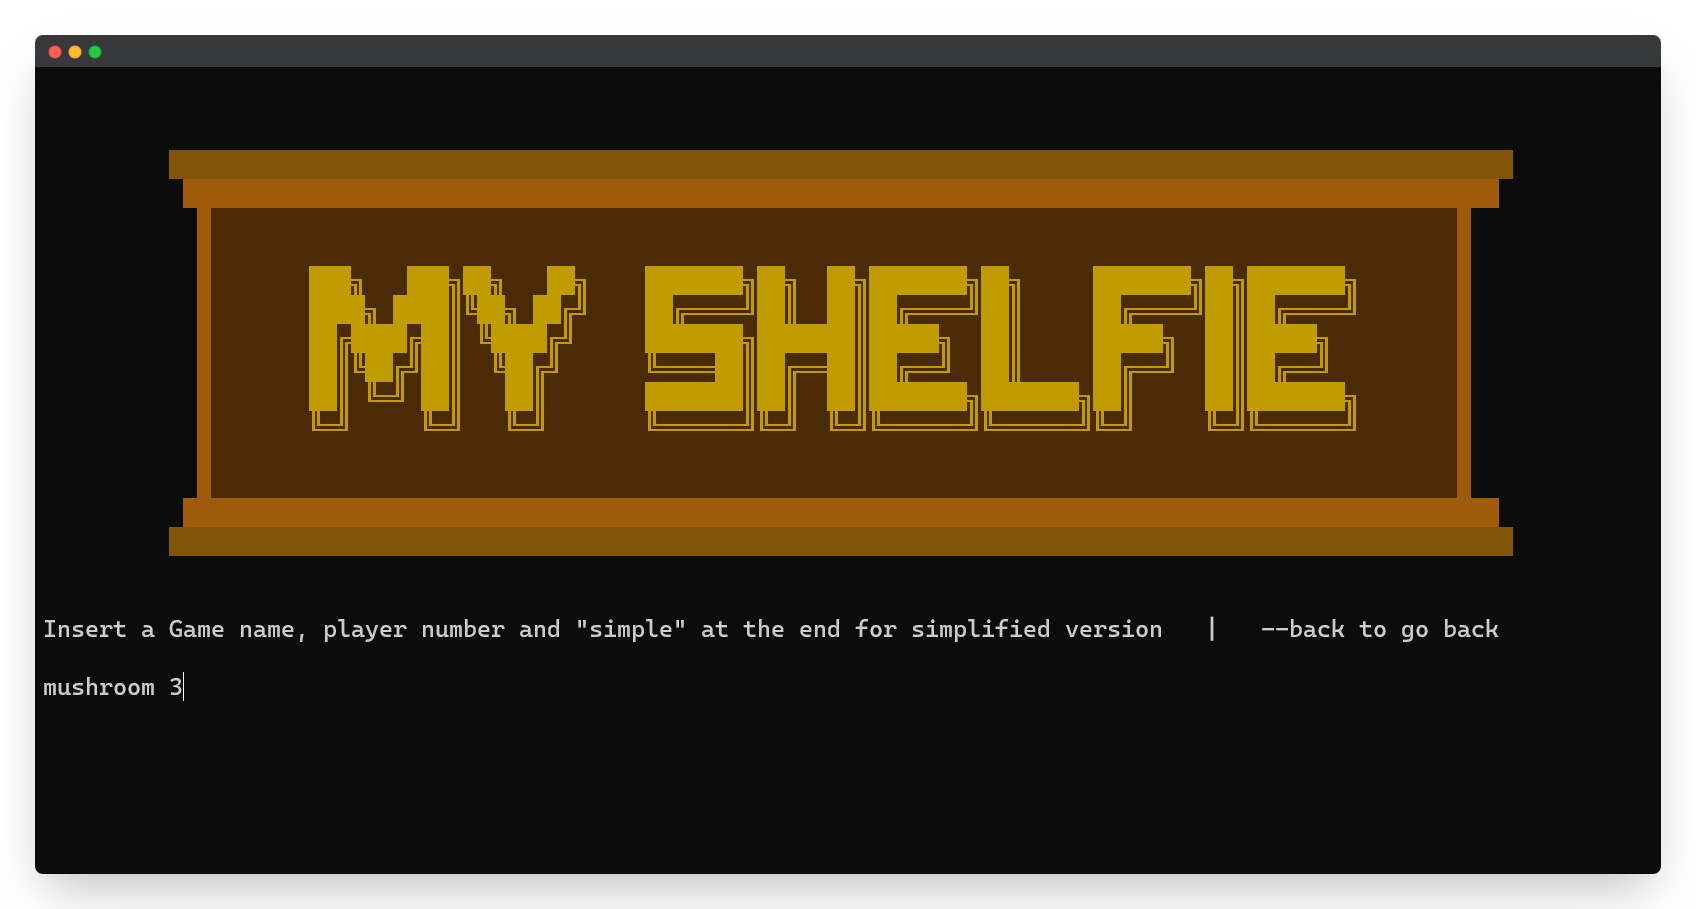 MY SHELFIE
Insert a Game name, player number and "simple" at the end for simplified version | --back to go back
mushroom 3